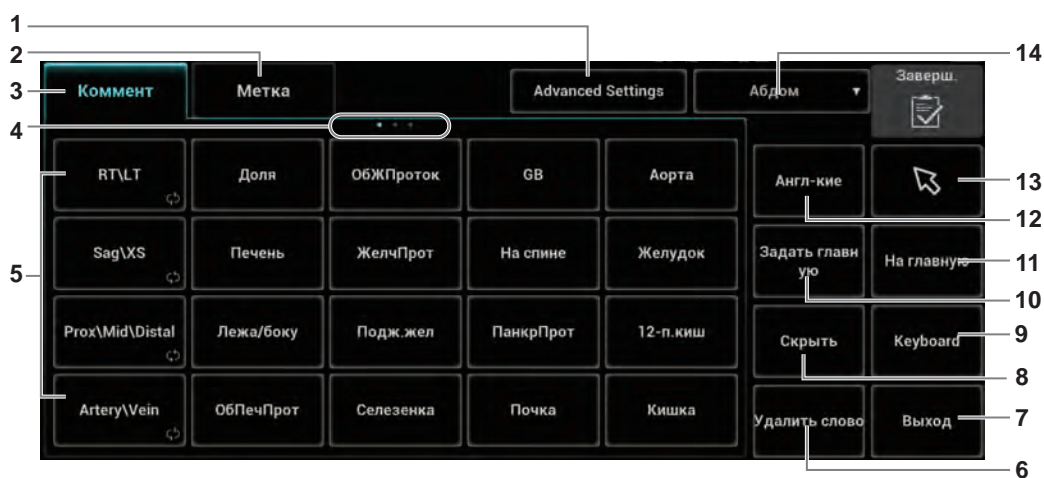 1
2
14
3
Коммент
Метка
Advanced Settings
Абдом
Заверш.
4
RT\LT
Доля
ОбЖПроток
GB
Аорта
Англ-кие
13
12
5
Sag\XS
Печень
ЖелчПрот
На спине
Желудок
Задать главн
ую
На главную
11
10
Prox\Mid\Distal
Лежа/боку
Подж.жел
ПанкрПрот
12-п.киш
Скрыть
Keyboard
9
8
Artery\Vein
ОбПечПрот
Селезенка
Почка
Кишка
Удалить слово
Выход
7
6